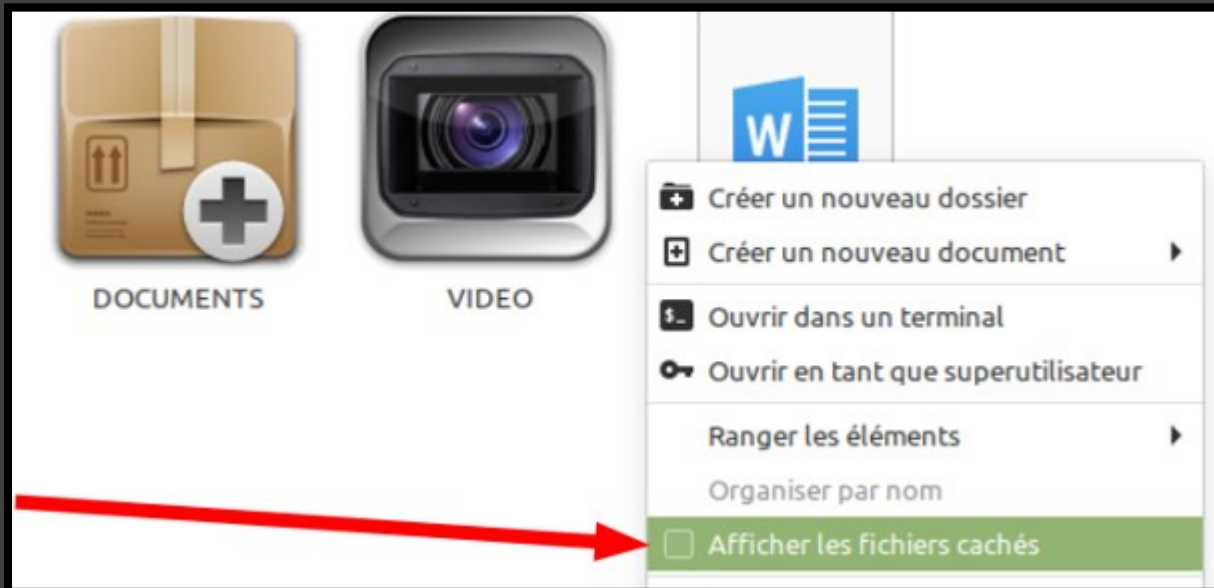 W
DOCUMENTS
VIDEO
Créer un nouveau dossier
Créer un nouveau document
$_ Ouvrir dans un terminal
Ouvrir en tant que superutilisateur
Ranger les éléments
Organiser par nom
Afficher les fichiers cachés